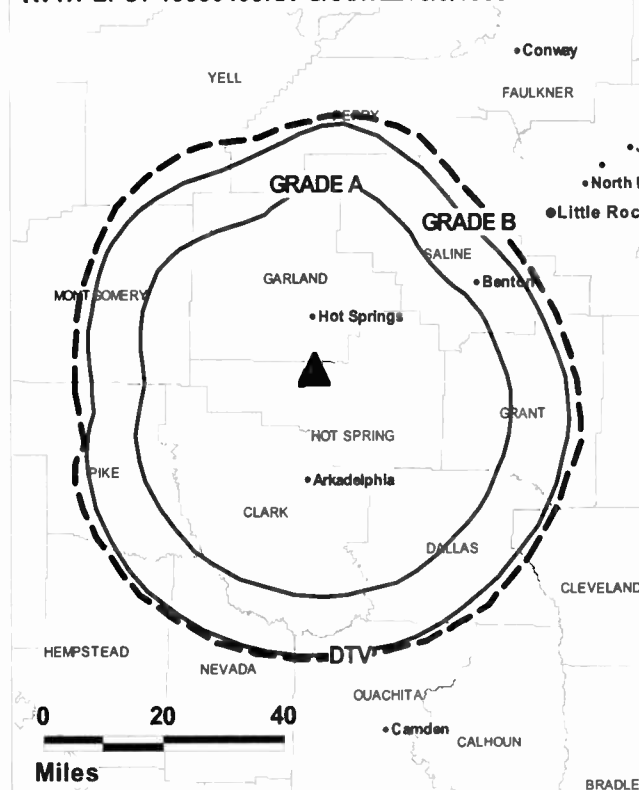 Conway
YELL
FAULKNER
PERRY
GRADE A
North
Little Roc
GRADE B
SALINE
GARLAND
Benton
MONTGOMERY
Hot Springs
GRANT
HOT SPRING
PIKE
Arkadelphia
CLARK
DALLAS
CLEVELAND
HEMPSTEAD
DTV
NEVADA
OUACHITA
0 20 40
Camden
CALHOUN
Miles
BRADLE